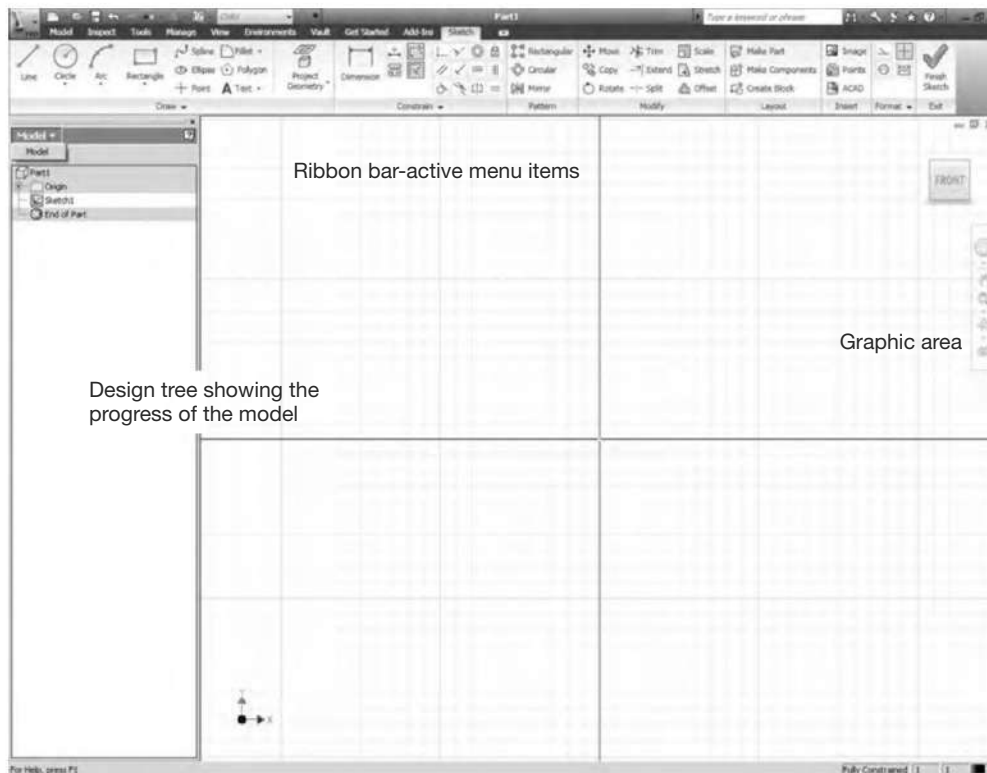 Color
Part1
Type a keyword or phrase
Model Inspect Tools Manage View Environments Vault Get Started Add-Ins Sketch
Line Circle Arc Rectangle
Spline Fillet
Ellipse Polygon
Point Text
Project Geometry
Dimension
Rectangular
Circular
Mirror
Move Trim Scale
Copy Extend Stretch
Rotate Split Offset
Make Part
Make Components
Create Block
Image
Points
ACAD
Finish Sketch
Draw Constrain Pattern Modify Layout Insert Format Exit
Model
Model
Part1
Origin
Sketch1
End of Part
Ribbon bar-active menu items
FRONT
Graphic area
Design tree showing the
progress of the model
Y
X
For Help, press F1
Fully Constrained 1 1